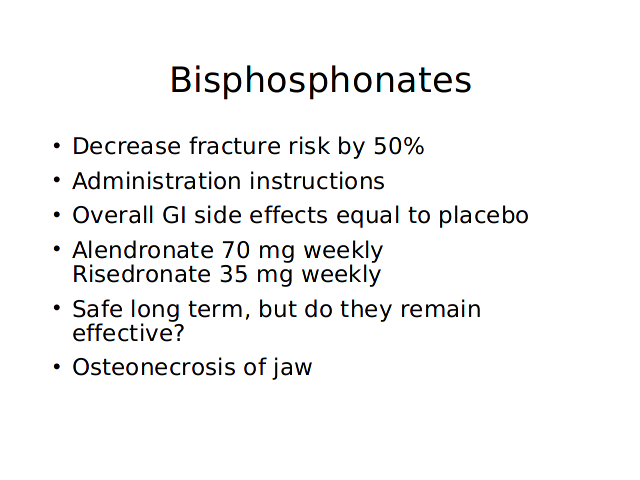 Bisphosphonates
• Decrease fracture risk by 50%
• Administration instructions
• Overall GI side effects equal to placebo
• Alendronate 70 mg weekly
Risedronate 35 mg weekly
• Safe long term, but do they remain
effective?
• Osteonecrosis of jaw